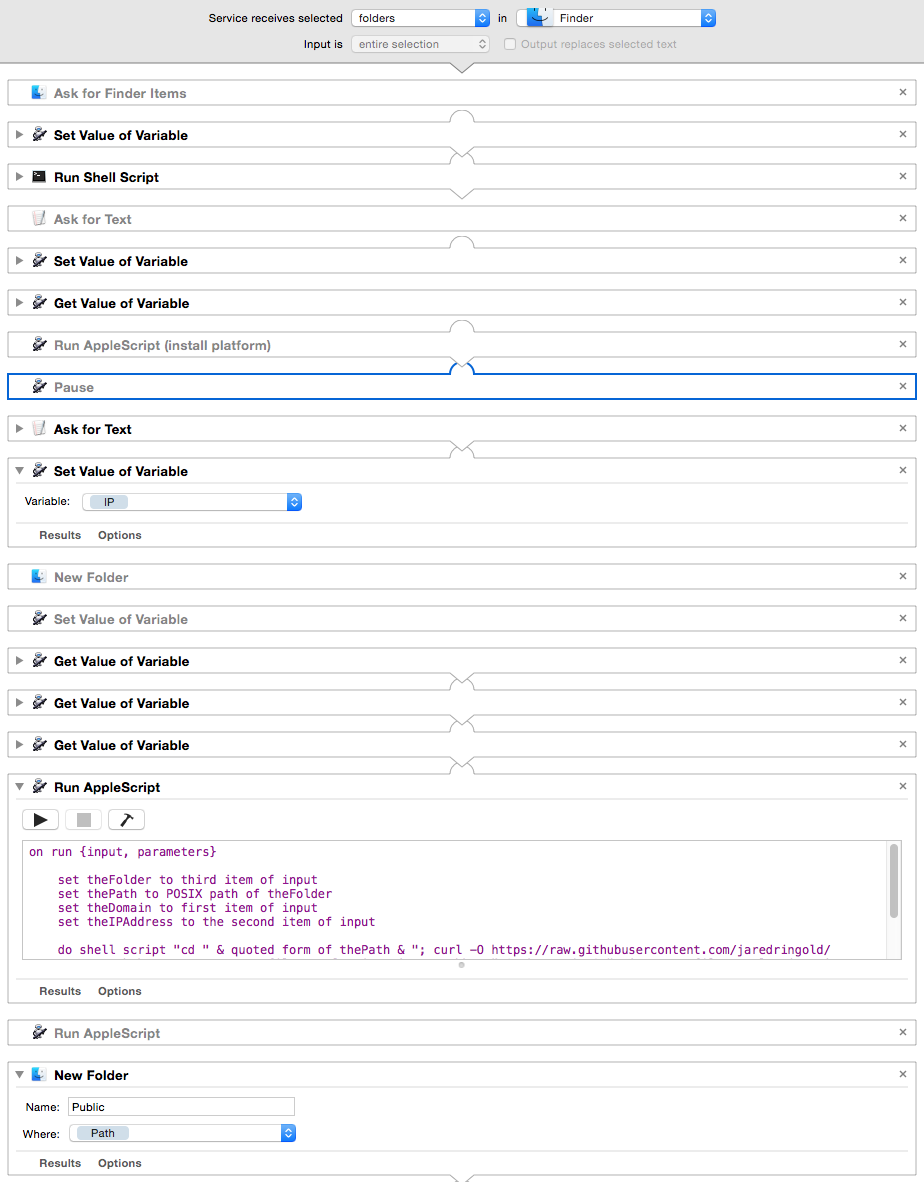 Service receives selected folders in Finder
Input is entire selection Output replaces selected text
Ask for Finder Items
Set Value of Variable
Run Shell Script
Ask for Text
Set Value of Variable
Get Value of Variable
Run AppleScript (install platform)
Pause
Ask for Text
Set Value of Variable
Variable: IP
Results Options
New Folder
Set Value of Variable
Get Value of Variable
Get Value of Variable
Get Value of Variable
Run AppleScript
on run {input, parameters}
set theFolder to third item of input
set thePath to POSIX path of theFolder
set theDomain to first item of input
set theIPAddress to the second item of input
do shell script "cd " & quoted form of thePath & "; curl -O https://raw.githubusercontent.com/jaredringold/
Results Options
Run AppleScript
New Folder
Name: Public
Where: Path
Results Options